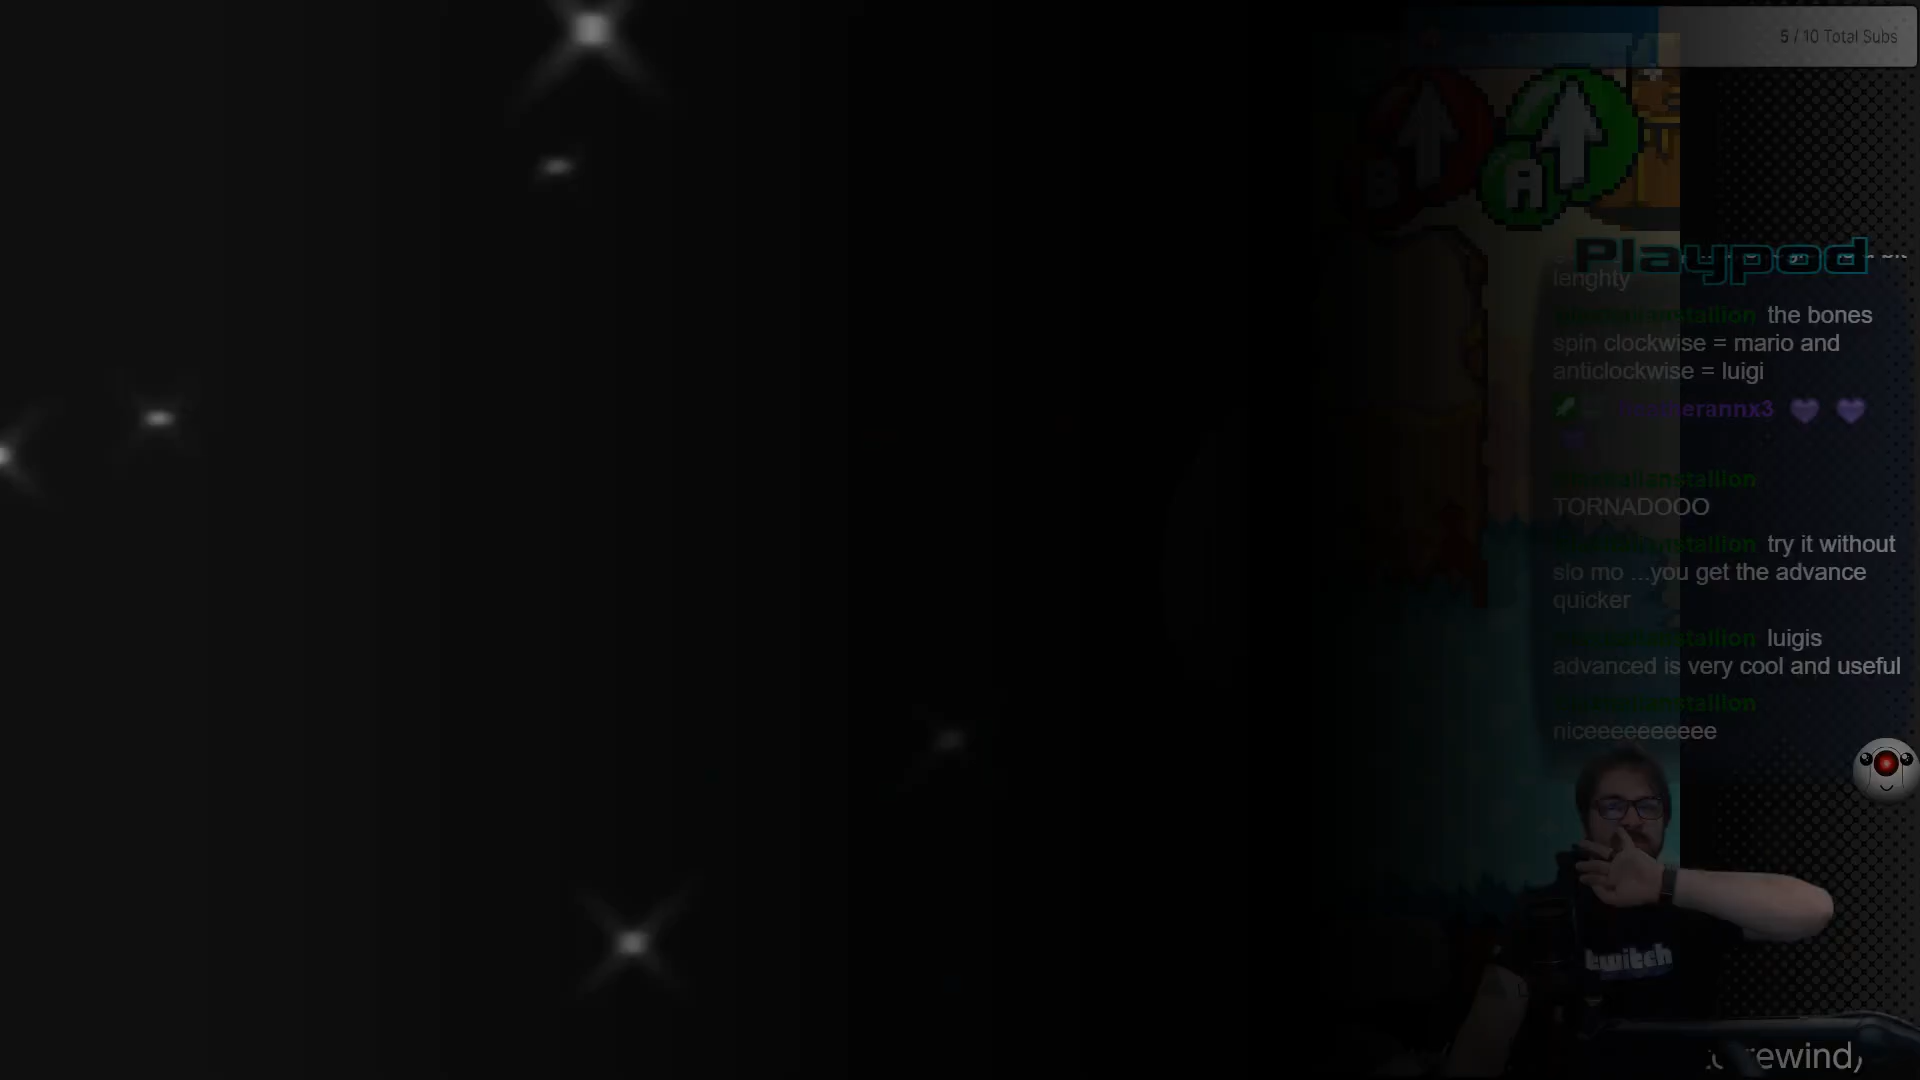 5 / 10 Total Subs
B
A
Playpod
lenghty
the bones
spin clockwise = mario and
anticlockwise = luigi
TORNADOOO
try it without
slo mo ...you get the advance
quicker
luigis
advanced is very cool and useful
niceeeeeeeeee
twitch
rewind)